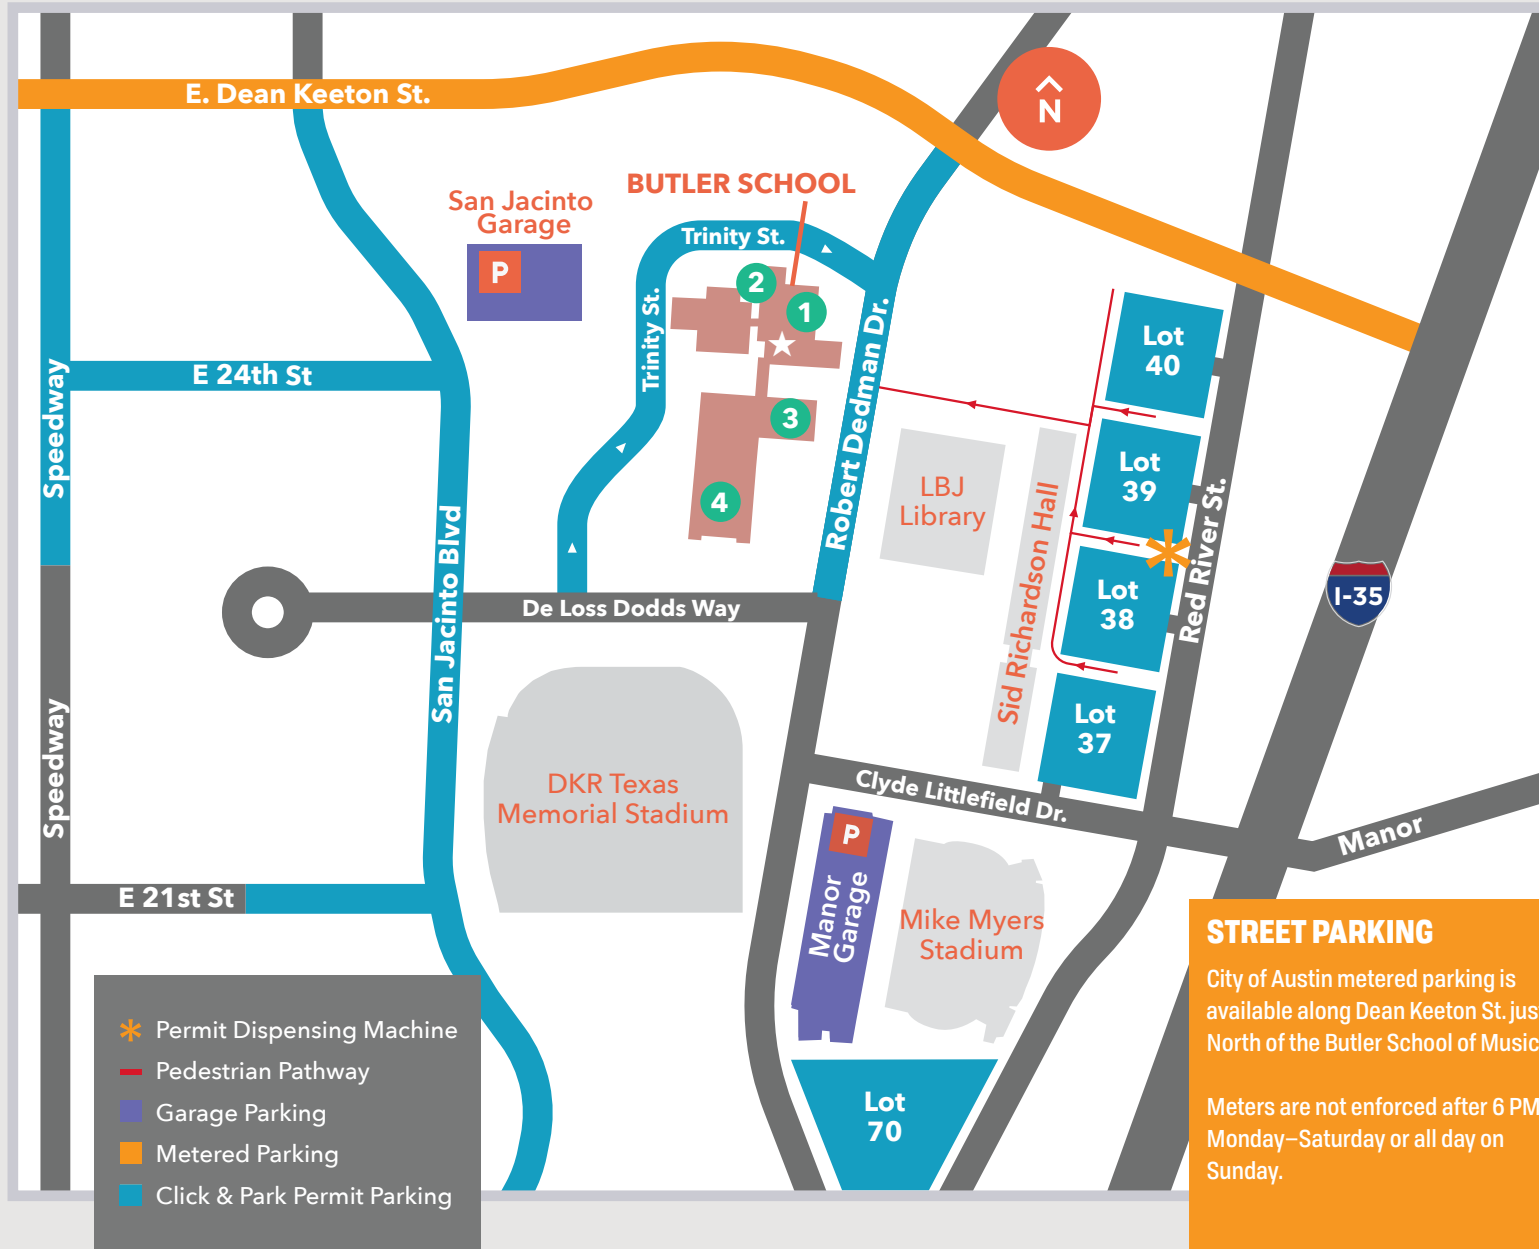 E. Dean Keeton St.
N
BUTLER SCHOOL
San Jacinto
Garage
P
Trinity St.
2
1
Trinity St.
3
4
Robert Dedman Dr.
Lot
40
Lot
39
Lot
38
Lot
37
LBJ
Library
Sid Richardson Hall
Red River St.
I-35
Speedway
E 24th St
San Jacinto Blvd
De Loss Dodds Way
DKR Texas
Memorial Stadium
Speedway
E 21st St
Clyde Littlefield Dr.
Manor
P
Manor
Garage
Mike Myers
Stadium
Lot
70
Permit Dispensing Machine
Pedestrian Pathway
Garage Parking
Metered Parking
Click & Park Permit Parking
STREET PARKING
City of Austin metered parking is
available along Dean Keeton St. jus
North of the Butler School of Music
Meters are not enforced after 6 PM
Monday–Saturday or all day on
Sunday.